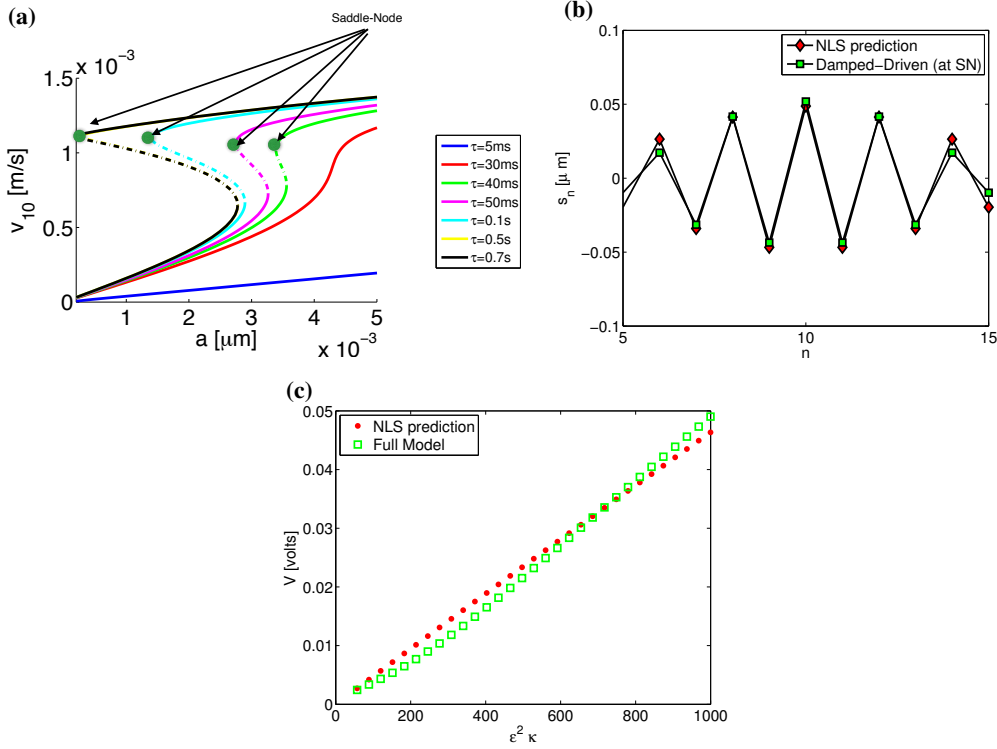 (a)
Saddle-Node
x 10⁻³
1.5
1
0.5
0
v₁₀ [m/s]
1
2
3
4
5
a [μm]
x 10⁻³
τ=5ms
τ=30ms
τ=40ms
τ=50ms
τ=0.1s
τ=0.5s
τ=0.7s
(b)
0.1
0.05
0
−0.05
−0.1
sₙ [μ m]
5
10
15
n
NLS prediction
Damped−Driven (at SN)
(c)
0.05
0.04
0.03
0.02
0.01
0
V [volts]
0
200
400
600
800
1000
ε² κ
NLS prediction
Full Model